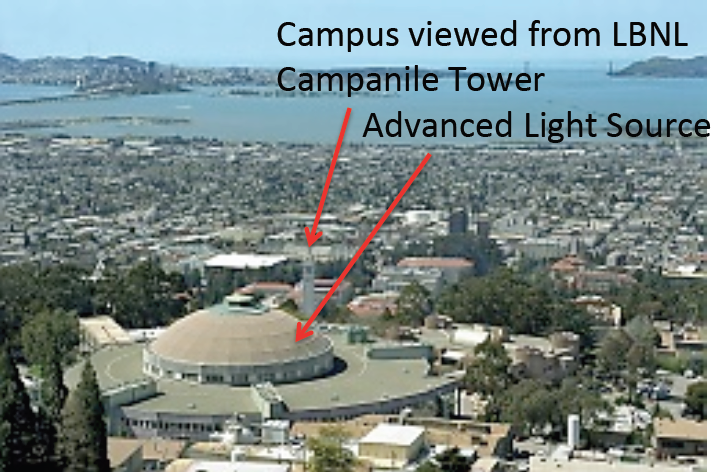 Campus viewed from LBNL
Campanile Tower
Advanced Light Source